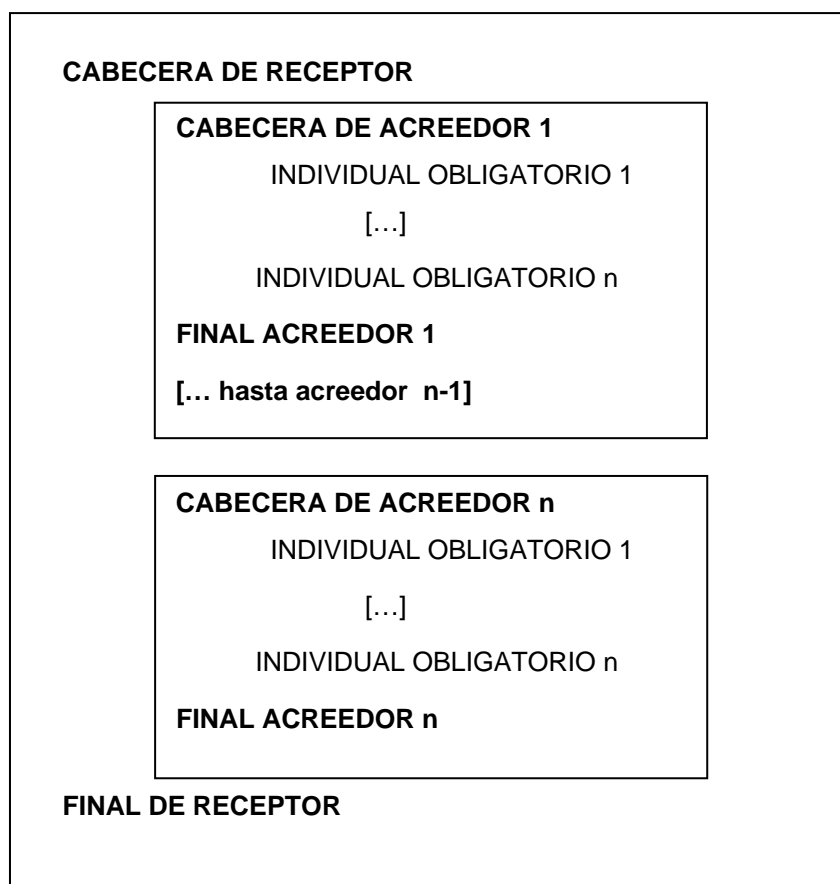 CABECERA DE RECEPTOR
CABECERA DE ACREEDOR 1
INDIVIDUAL OBLIGATORIO 1
[…]
INDIVIDUAL OBLIGATORIO n
FINAL ACREEDOR 1
[… hasta acreedor n-1]
CABECERA DE ACREEDOR n
INDIVIDUAL OBLIGATORIO 1
[…]
INDIVIDUAL OBLIGATORIO n
FINAL ACREEDOR n
FINAL DE RECEPTOR